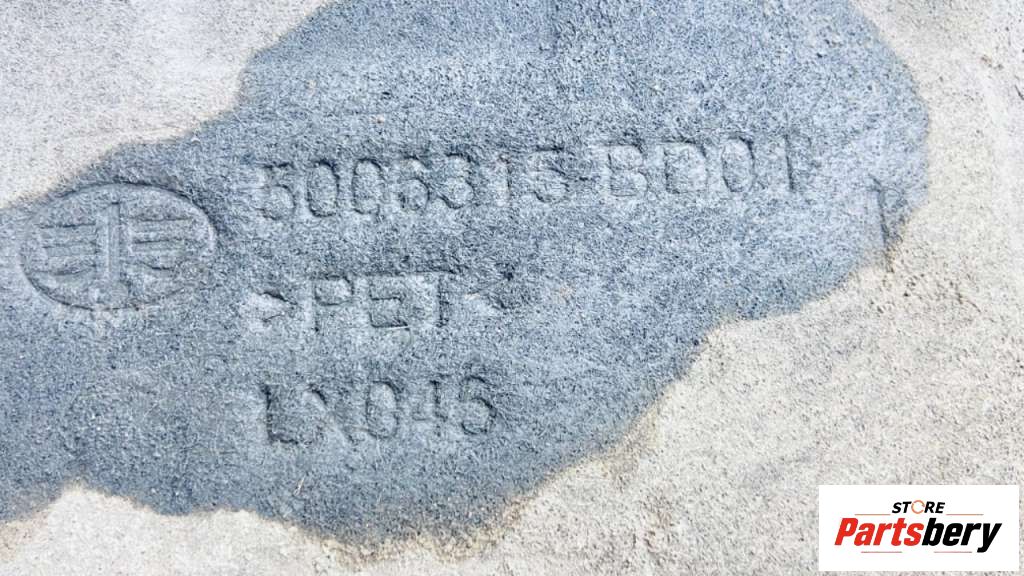 5006315-BD01
>PET<
LX046
STORE
Partsbery